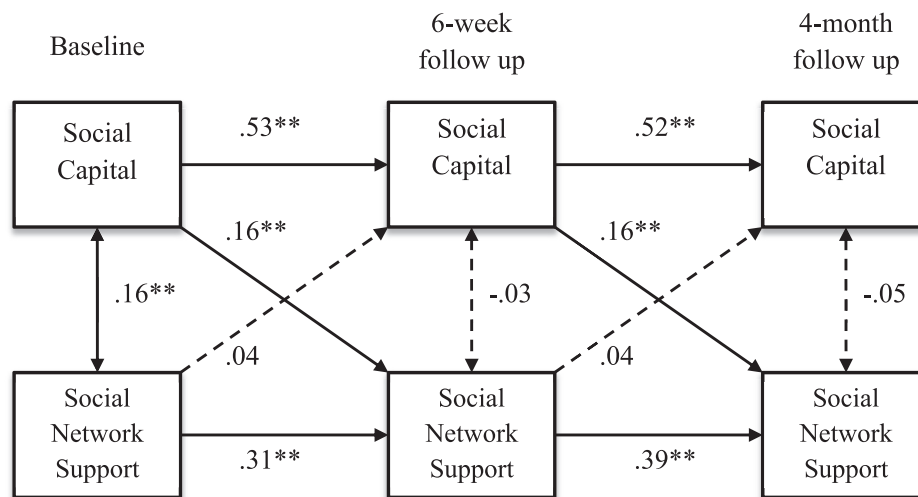 Baseline
6-week
follow up
4-month
follow up
Social
Capital
.53**
Social
Capital
.52**
Social
Capital
.16**
.16**
.16**
-.03
-.05
.04
.04
Social
Network
Support
.31**
Social
Network
Support
.39**
Social
Network
Support